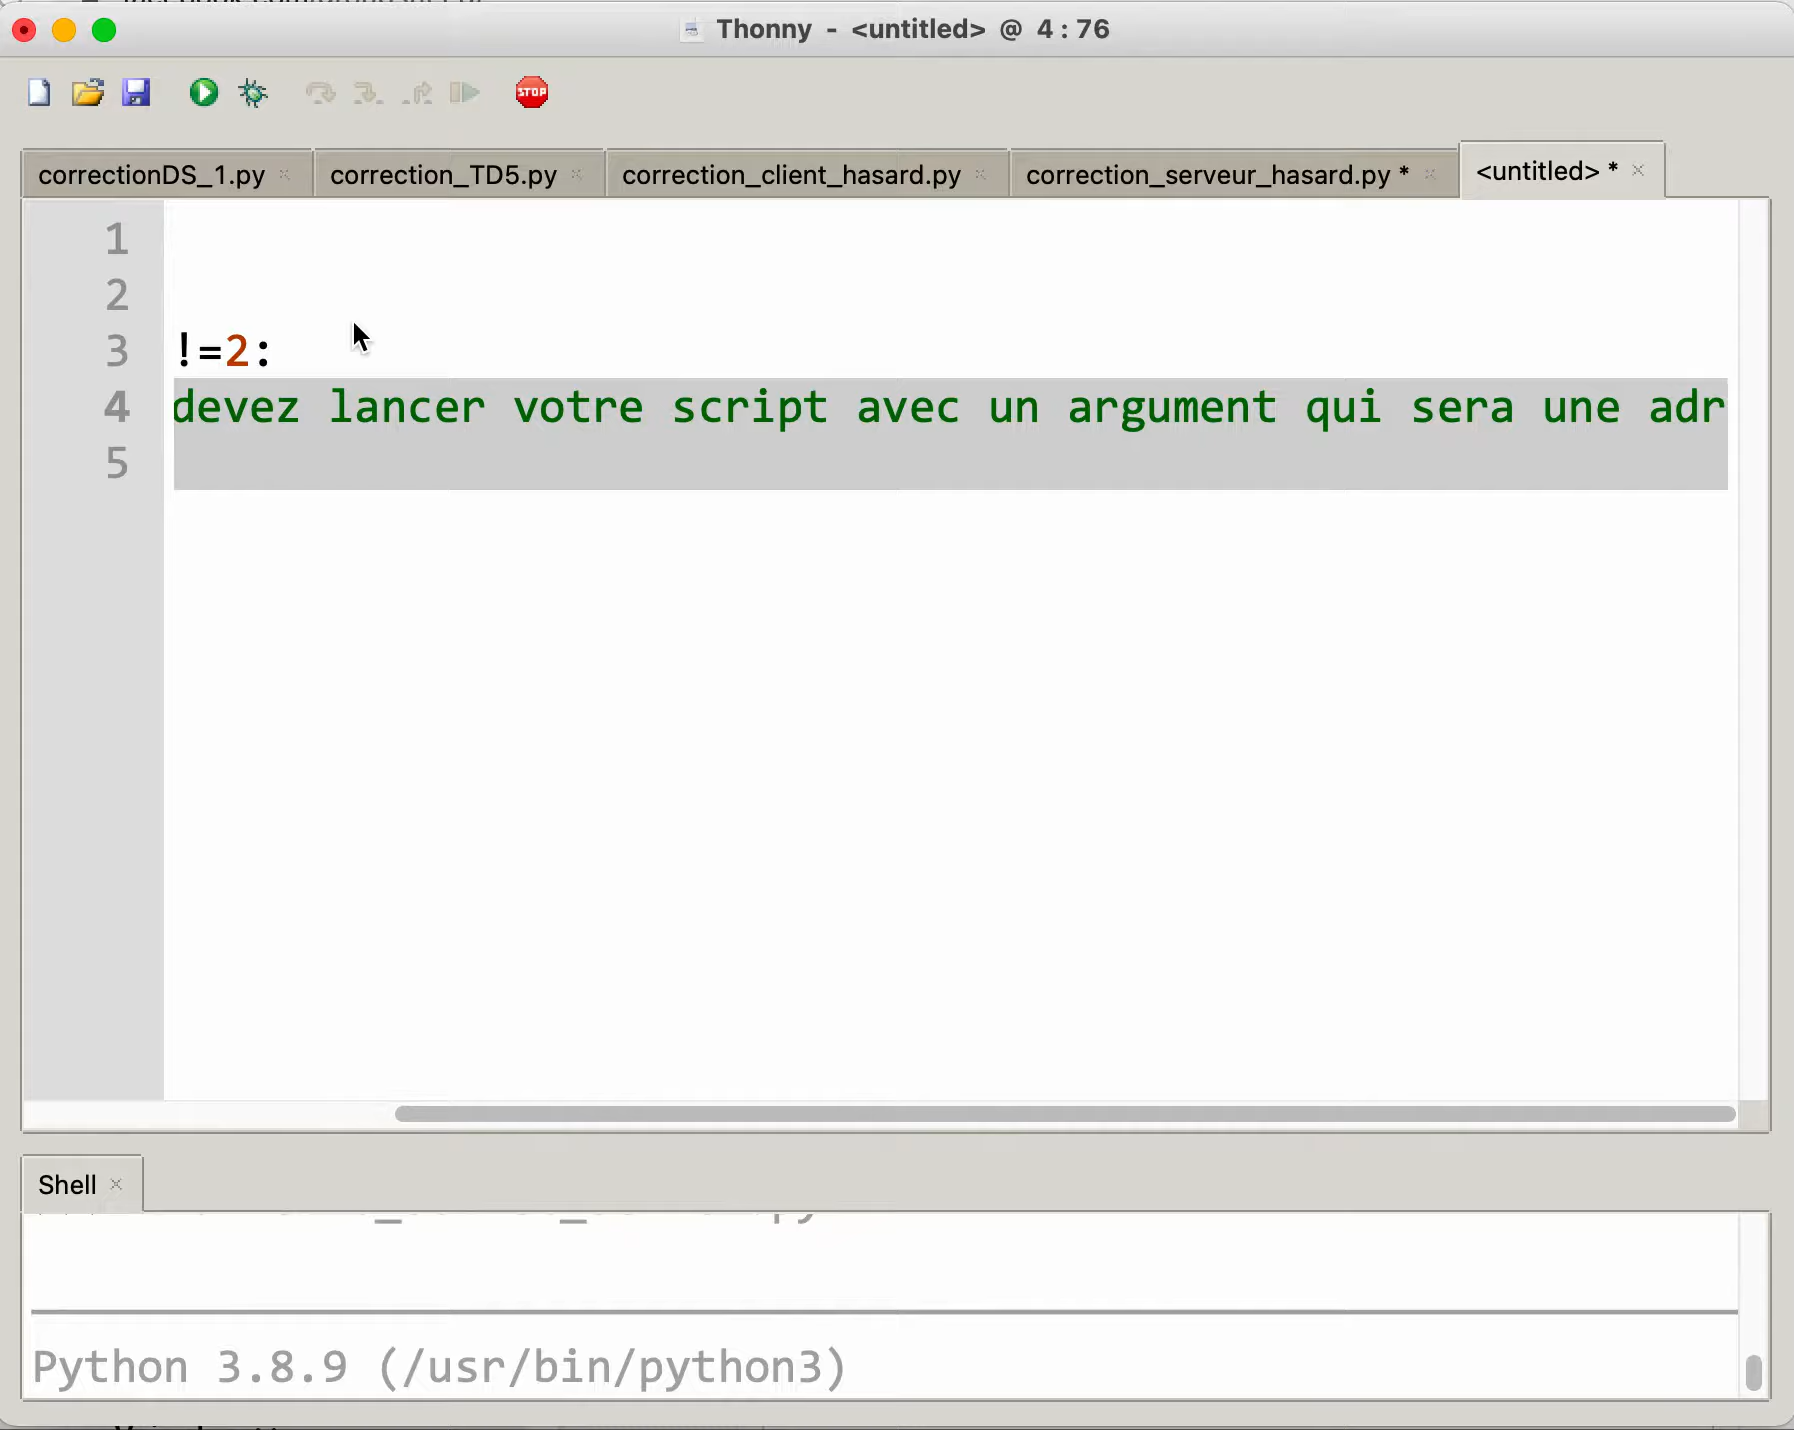 Thonny - <untitled> @ 4 : 76
STOP
correctionDS_1.py
correction_TD5.py
correction_client_hasard.py
correction_serveur_hasard.py *
<untitled> *
1
2
3 !=2:
4 devez lancer votre script avec un argument qui sera une adr
5
Shell
Python 3.8.9 (/usr/bin/python3)